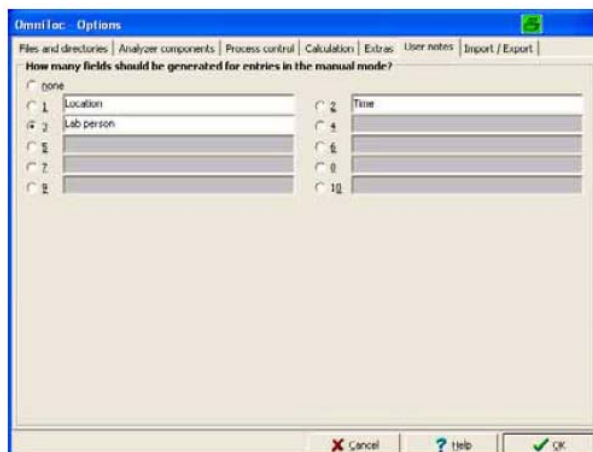 OmniToc - Options
Files and directories Analyzer components Process control Calculation Extras User notes Import / Export
How many fields should be generated for entries in the manual mode?
none
1 Location 2 Time
3 Lab person 4
5 6
7 8
9 10
Cancel ? Help OK